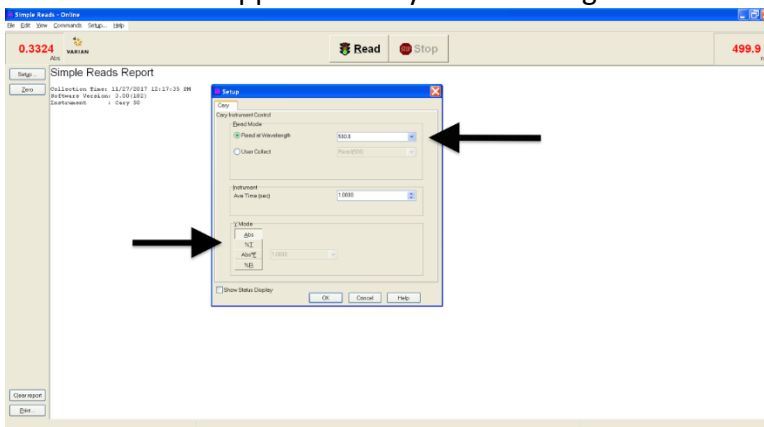 Simple Reads - Online
File Edit View Commands Setup... Help
0.3324
Abs
VARIAN
Read
STOP Stop
499.9
Setup...
Zero
Simple Reads Report
Collection Time: 11/27/2017 12:17:35 PM
Software Version: 3.00(182)
Instrument : Cary 50
Setup
Cary
Cary Instrument Control
Read Mode
Read at Wavelength
User Collect
Instrument
Ave Time (sec)
Y Mode
Abs
%T
Abs*f
1.0000
%R
Show Status Display
OK Cancel Help
Clear report
Print...